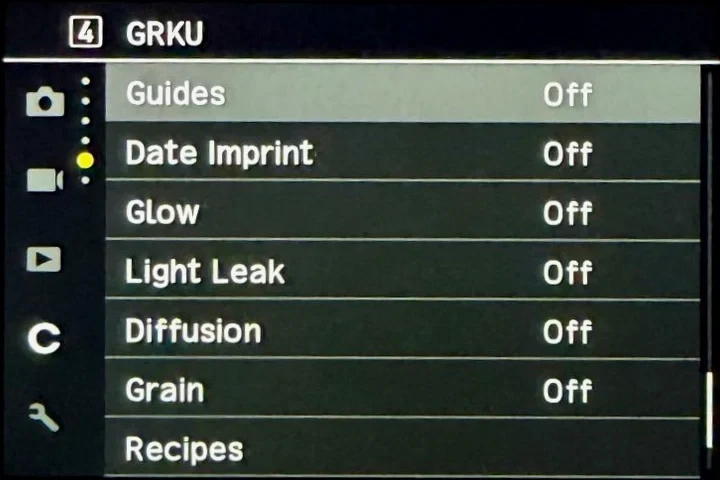 4 GRKU
Guides Off
Date Imprint Off
Glow Off
Light Leak Off
Diffusion Off
C
Grain Off
Recipes